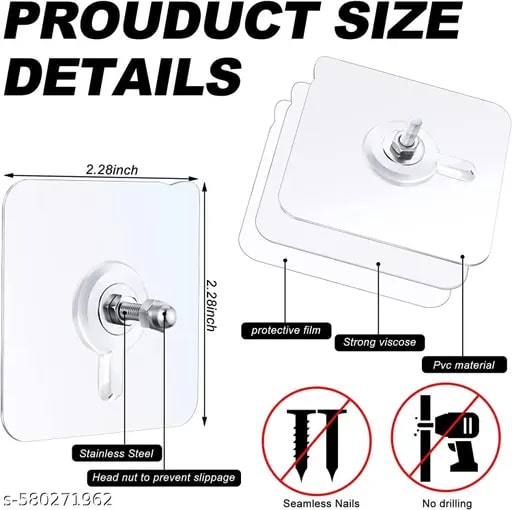 PROUDUCT SIZE
DETAILS
2.28inch
2.28inch
protective film
Strong viscose
Pvc material
Stainless Steel
Head nut to prevent slippage
Seamless Nails
No drilling
s-580271962